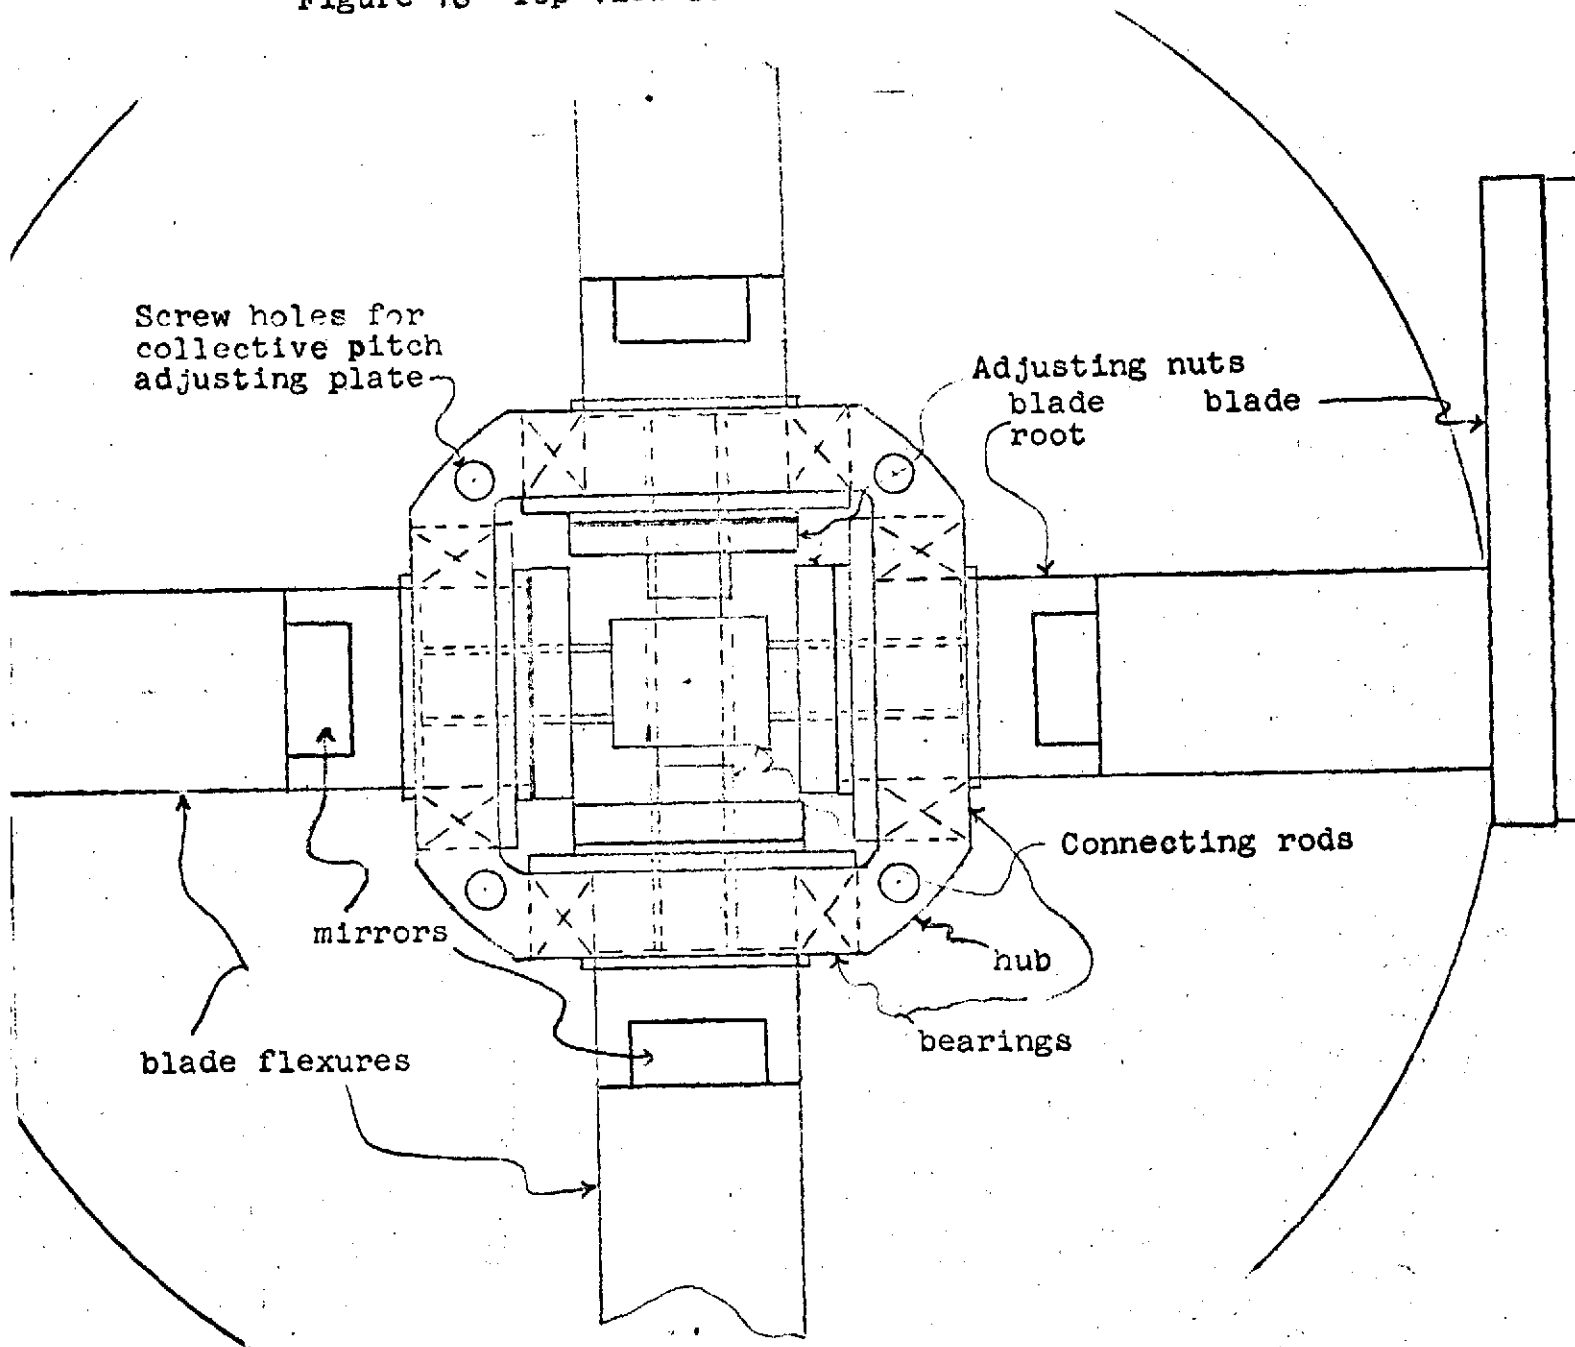 Figure
Screw holes for
collective pitch
adjusting plate
Adjusting nuts
blade
root
blade
Connecting rods
mirrors
hub
bearings
blade flexures